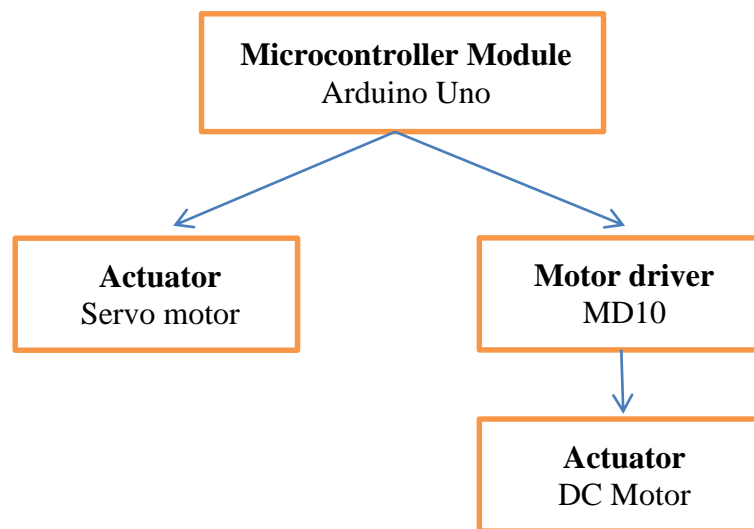 Microcontroller Module
Arduino Uno
Actuator
Servo motor
Motor driver
MD10
Actuator
DC Motor